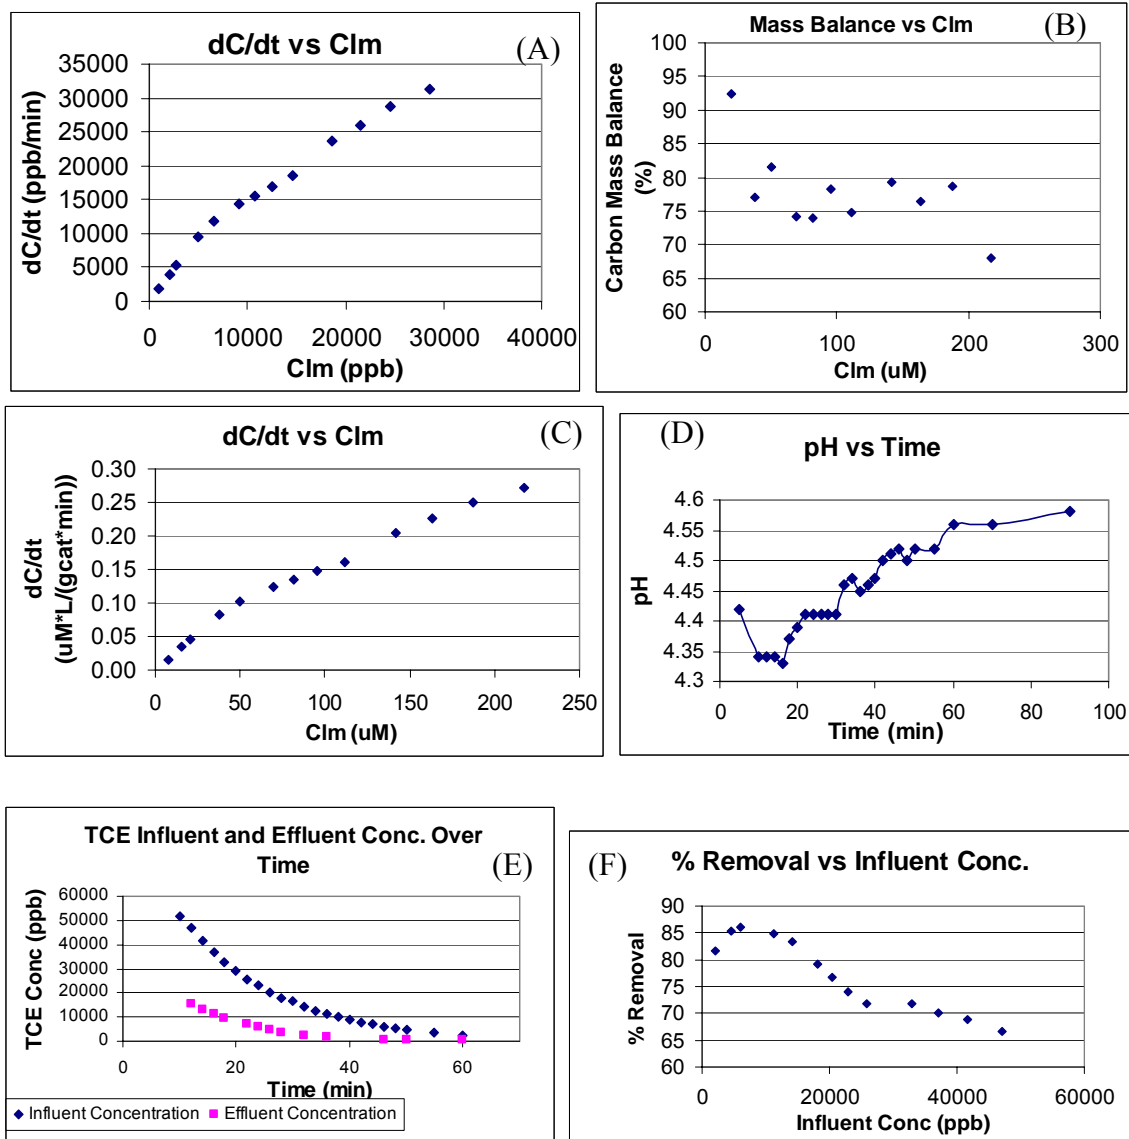 dC/dt vs Clm
(A)
35000
30000
25000
20000
15000
10000
5000
0
dC/dt (ppb/min)
0 10000 20000 30000 40000
Clm (ppb)
Mass Balance vs Clm
(B)
100
95
90
85
80
75
70
65
60
Carbon Mass Balance
(%)
0 100 200 300
Clm (uM)
dC/dt vs Clm
(C)
0.30
0.25
0.20
0.15
0.10
0.05
0.00
dC/dt
(uM*L/(gcat*min))
0 50 100 150 200 250
Clm (uM)
(D)
pH vs Time
4.6
4.55
4.5
4.45
4.4
4.35
4.3
pH
0 20 40 60 80 100
Time (min)
TCE Influent and Effluent Conc. Over
Time
(E)
60000
50000
40000
30000
20000
10000
0
TCE Conc (ppb)
0 20 40 60
Time (min)
Influent Concentration Effluent Concentration
(F)
% Removal vs Influent Conc.
90
85
80
75
70
65
60
% Removal
0 20000 40000 60000
Influent Conc (ppb)